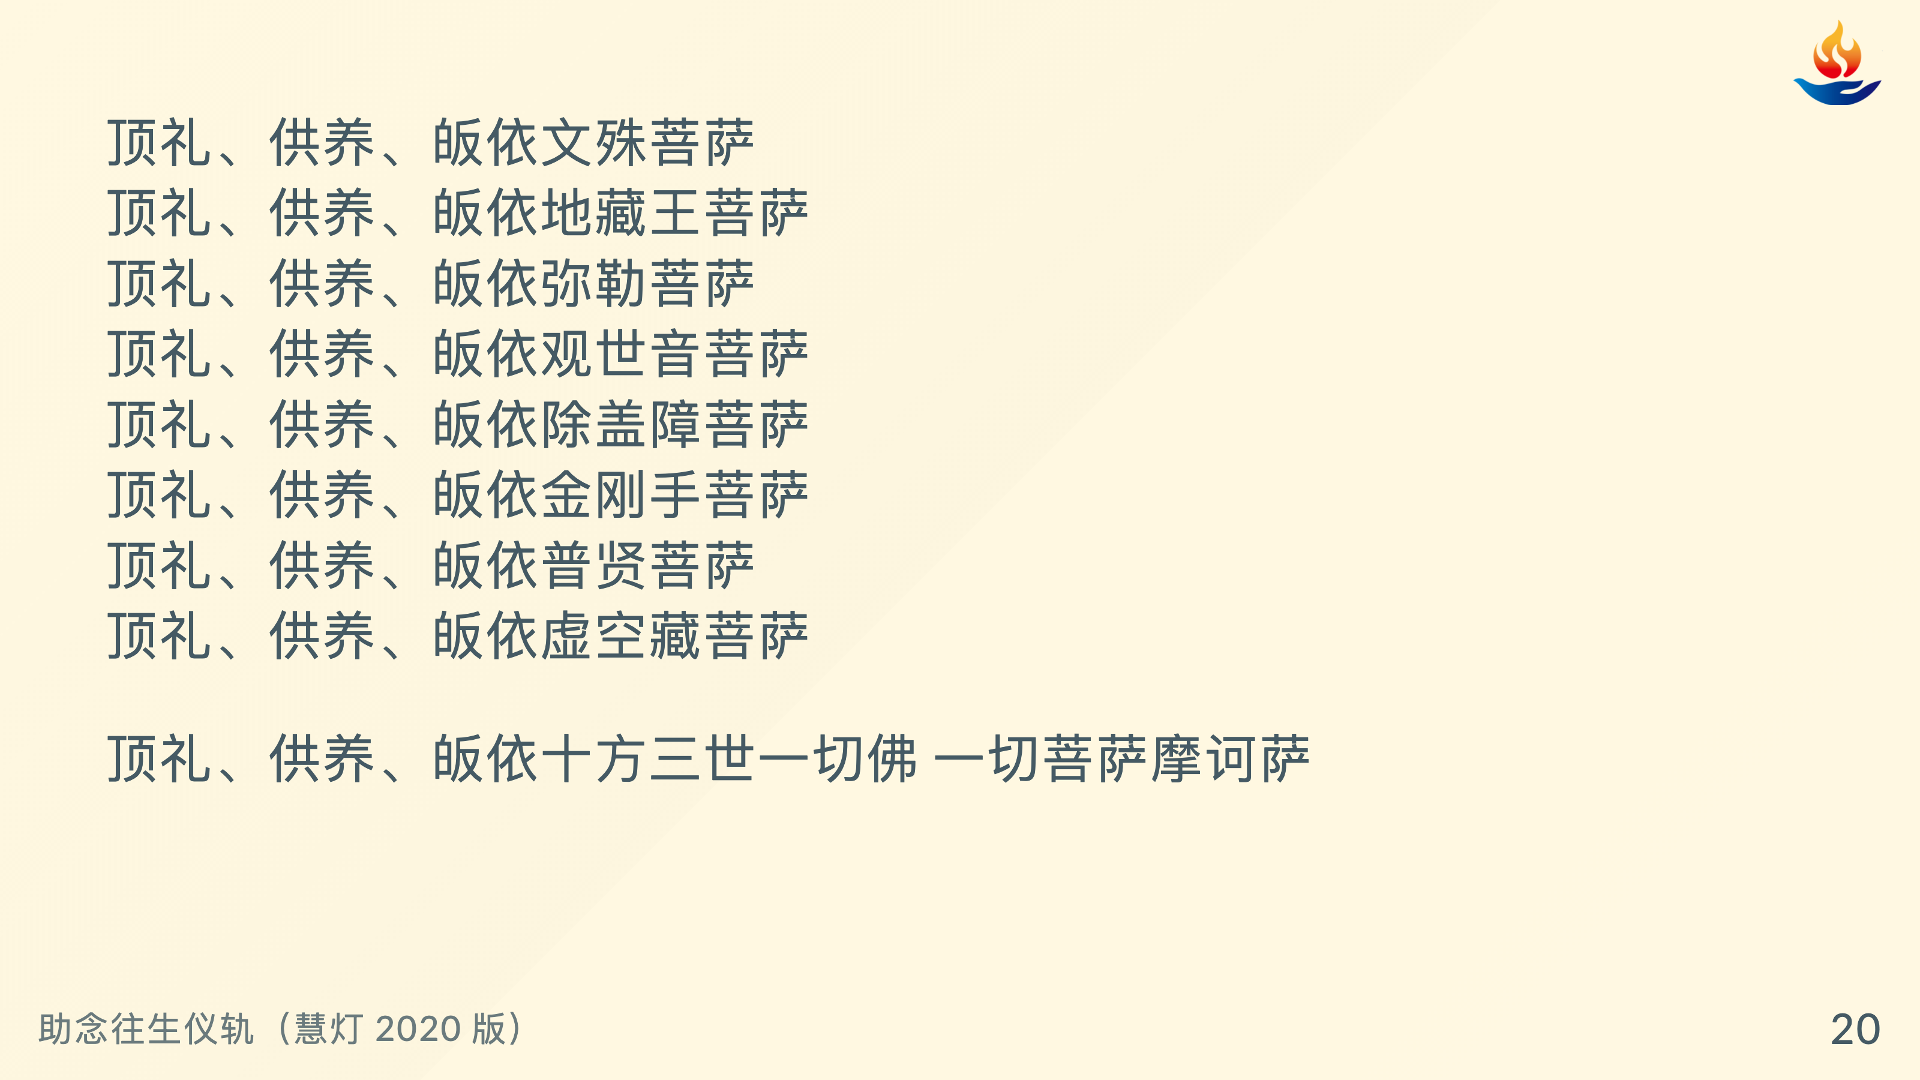 顶礼、供养、皈依文殊菩萨
顶礼、供养、皈依地藏王菩萨
顶礼、供养、皈依弥勒菩萨
顶礼、供养、皈依观世音菩萨
顶礼、供养、皈依除盖障菩萨
顶礼、供养、皈依金刚手菩萨
顶礼、供养、皈依普贤菩萨
顶礼、供养、皈依虚空藏菩萨
顶礼、供养、皈依十方三世一切佛 一切菩萨摩诃萨
助念往生仪轨（慧灯 2020 版）
20